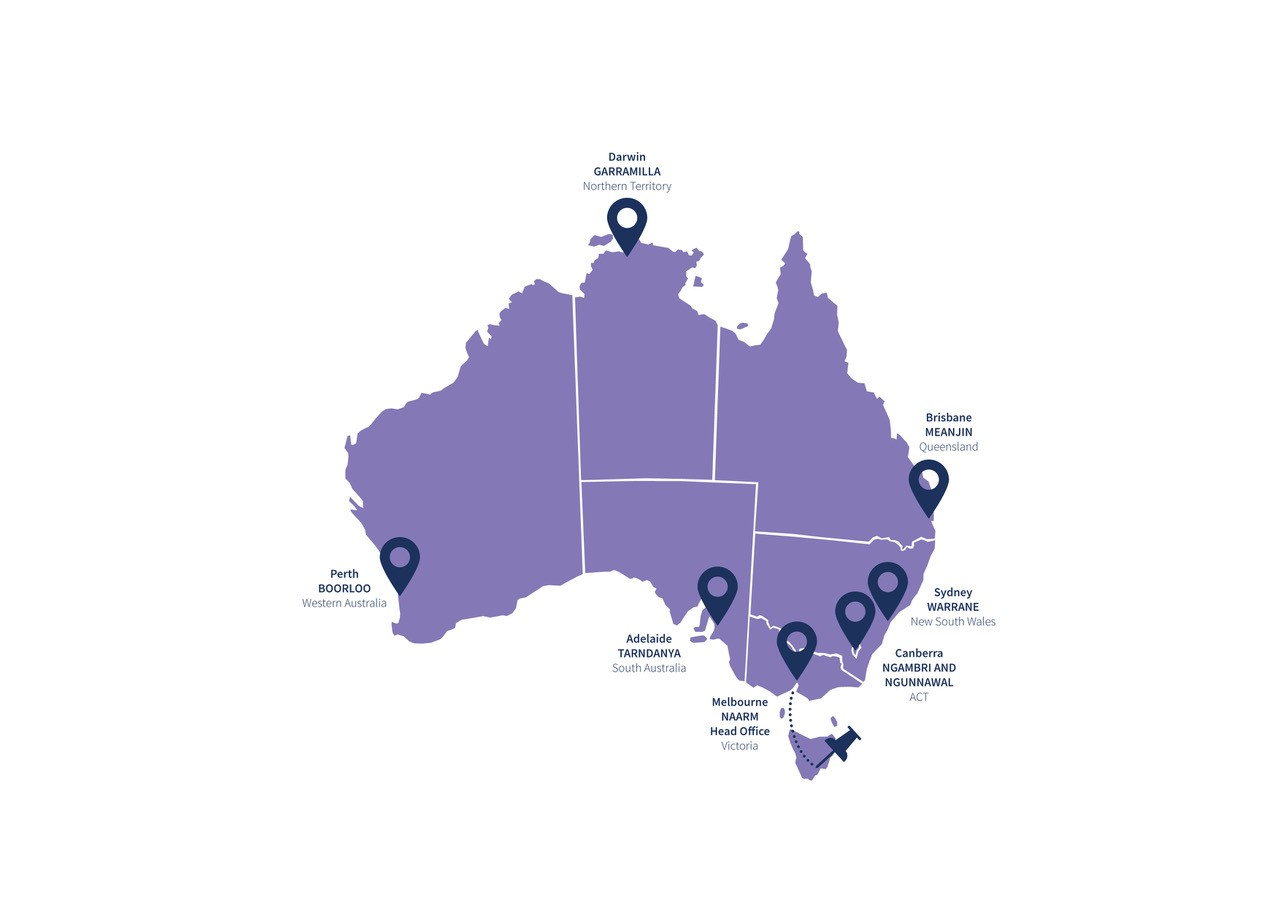 Darwin
GARRAMILLA
Northern Territory
Brisbane
MEANJIN
Queensland
Perth
BOORLOO
Western Australia
Sydney
WARRANE
New South Wales
Adelaide
TARNDANYA
South Australia
Canberra
NGAMBRI AND
NGUNNAWAL
ACT
Melbourne
NAARM
Head Office
Victoria